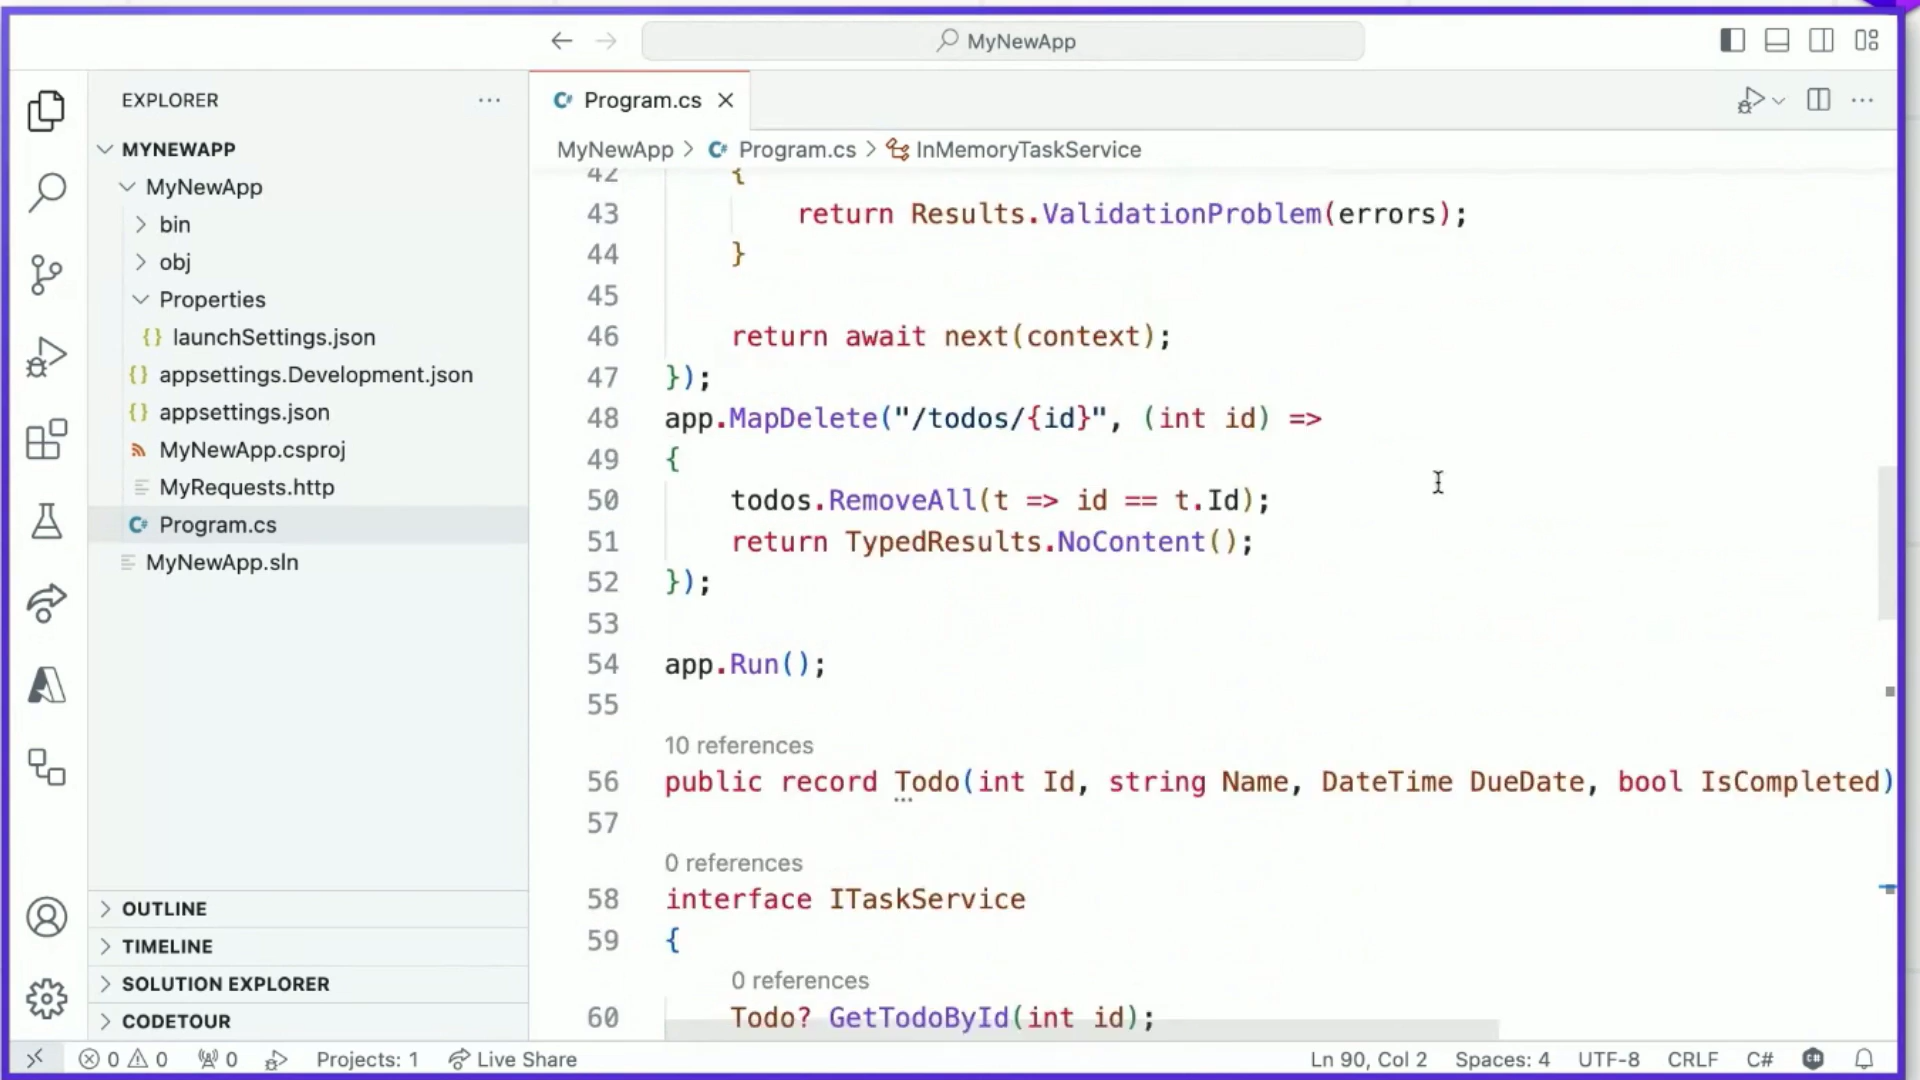 MyNewApp
EXPLORER
MYNEWAPP
MyNewApp
bin
obj
Properties
{} launchSettings.json
{} appsettings.Development.json
{} appsettings.json
MyNewApp.csproj
MyRequests.http
C# Program.cs
MyNewApp.sln
OUTLINE
TIMELINE
SOLUTION EXPLORER
CODETOUR
C# Program.cs
MyNewApp > C# Program.cs > InMemoryTaskService
42 {
43 return Results.ValidationProblem(errors);
44 }
45
46 return await next(context);
47 });
48 app.MapDelete("/todos/{id}", (int id) =>
49 {
50 todos.RemoveAll(t => id == t.Id);
51 return TypedResults.NoContent();
52 });
53
54 app.Run();
55
10 references
56 public record Todo(int Id, string Name, DateTime DueDate, bool IsCompleted)
57
0 references
58 interface ITaskService
59 {
0 references
60 Todo? GetTodoById(int id);
0 0 0 Projects: 1 Live Share Ln 90, Col 2 Spaces: 4 UTF-8 CRLF C#